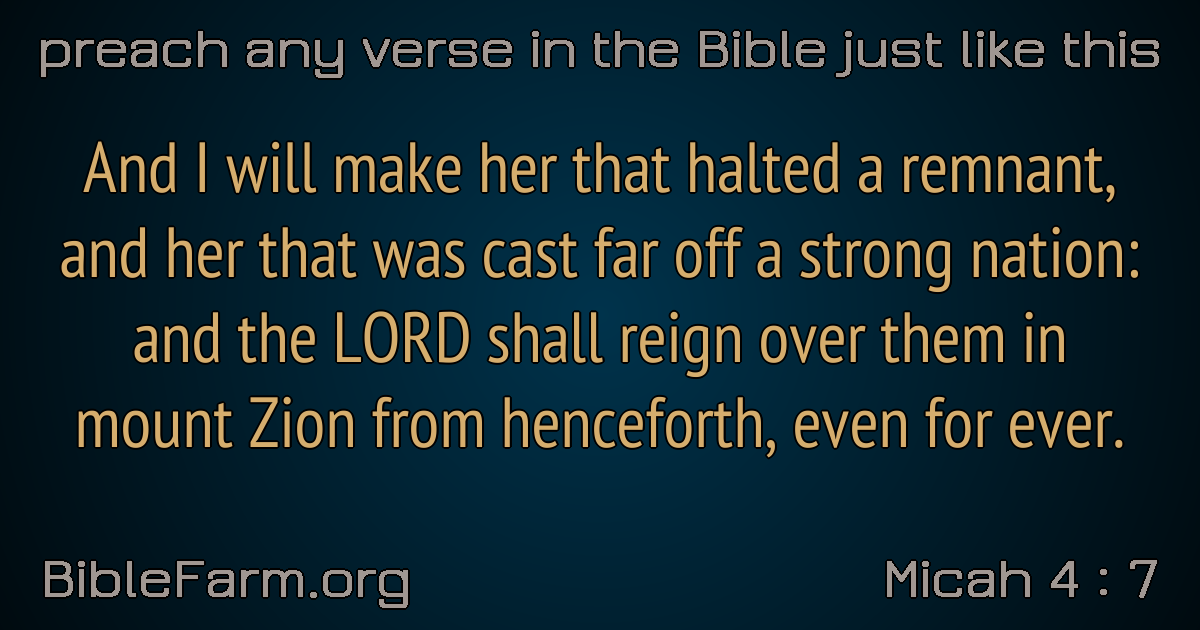 preach any verse in the Bible just like this
And I will make her that halted a remnant,
and her that was cast far off a strong nation:
and the LORD shall reign over them in
mount Zion from henceforth, even for ever.
BibleFarm.org
Micah 4 : 7